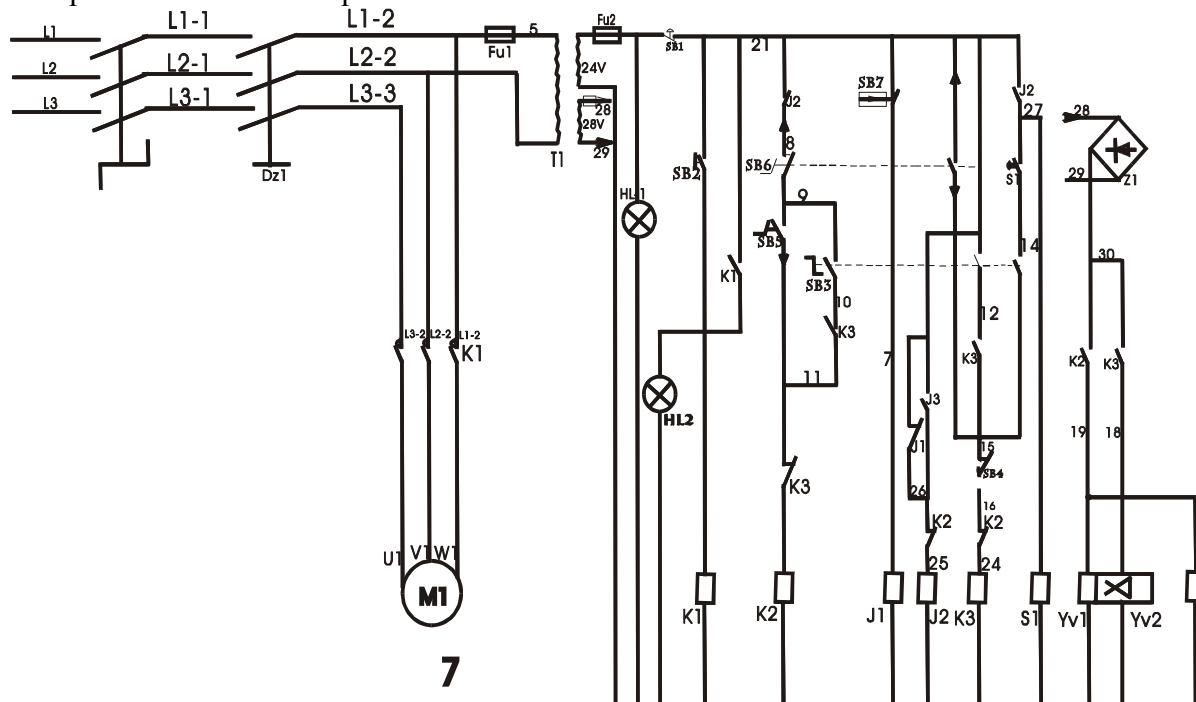 L1 L1-1 L1-2 Fu1 5 Fu2 SB1 21
L2 L2-1 L2-2 24V
L3 L3-1 L3-3 28 28V 29 T1
Dz1
J2 SB7 J2 27 28
8 SB6 SB2 S1 29 Z1
HL-1 9 SB5 14
K1 SB3 10 12 30
L3-2 L2-2 L1-2 K1 K3 7 K3 K2 K3
11 HL2 J3 J1 19 18
15 SB4
K3 26 16 K2 K2
25 24
U1 V1 W1
M1 K1 K2 J1 J2 K3 S1 Yv1 Yv2
7